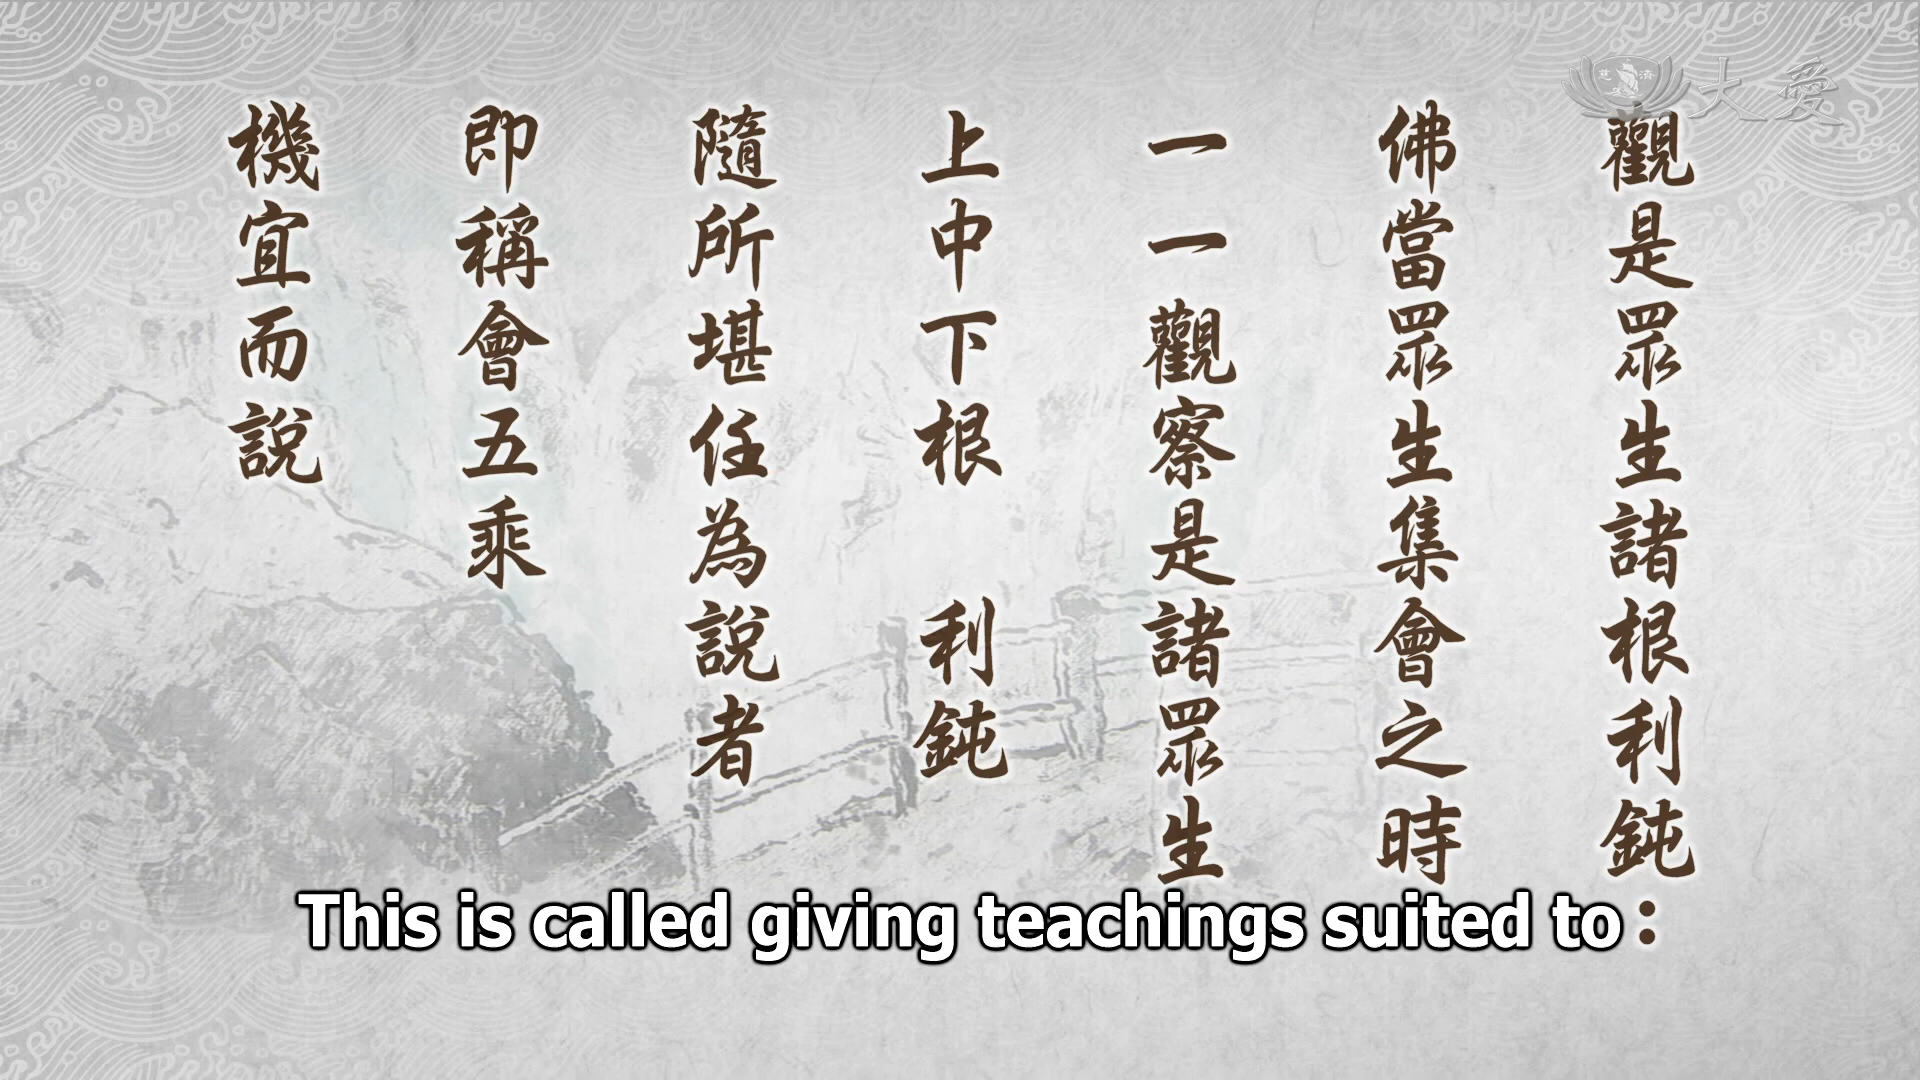 觀是眾生諸根利鈍：
佛當眾生集會之時
一一觀察是諸眾生
上中下根　利鈍
隨所堪任為說者
即稱會五乘
機宜而說
慈濟
大愛
This is called giving teachings suited to